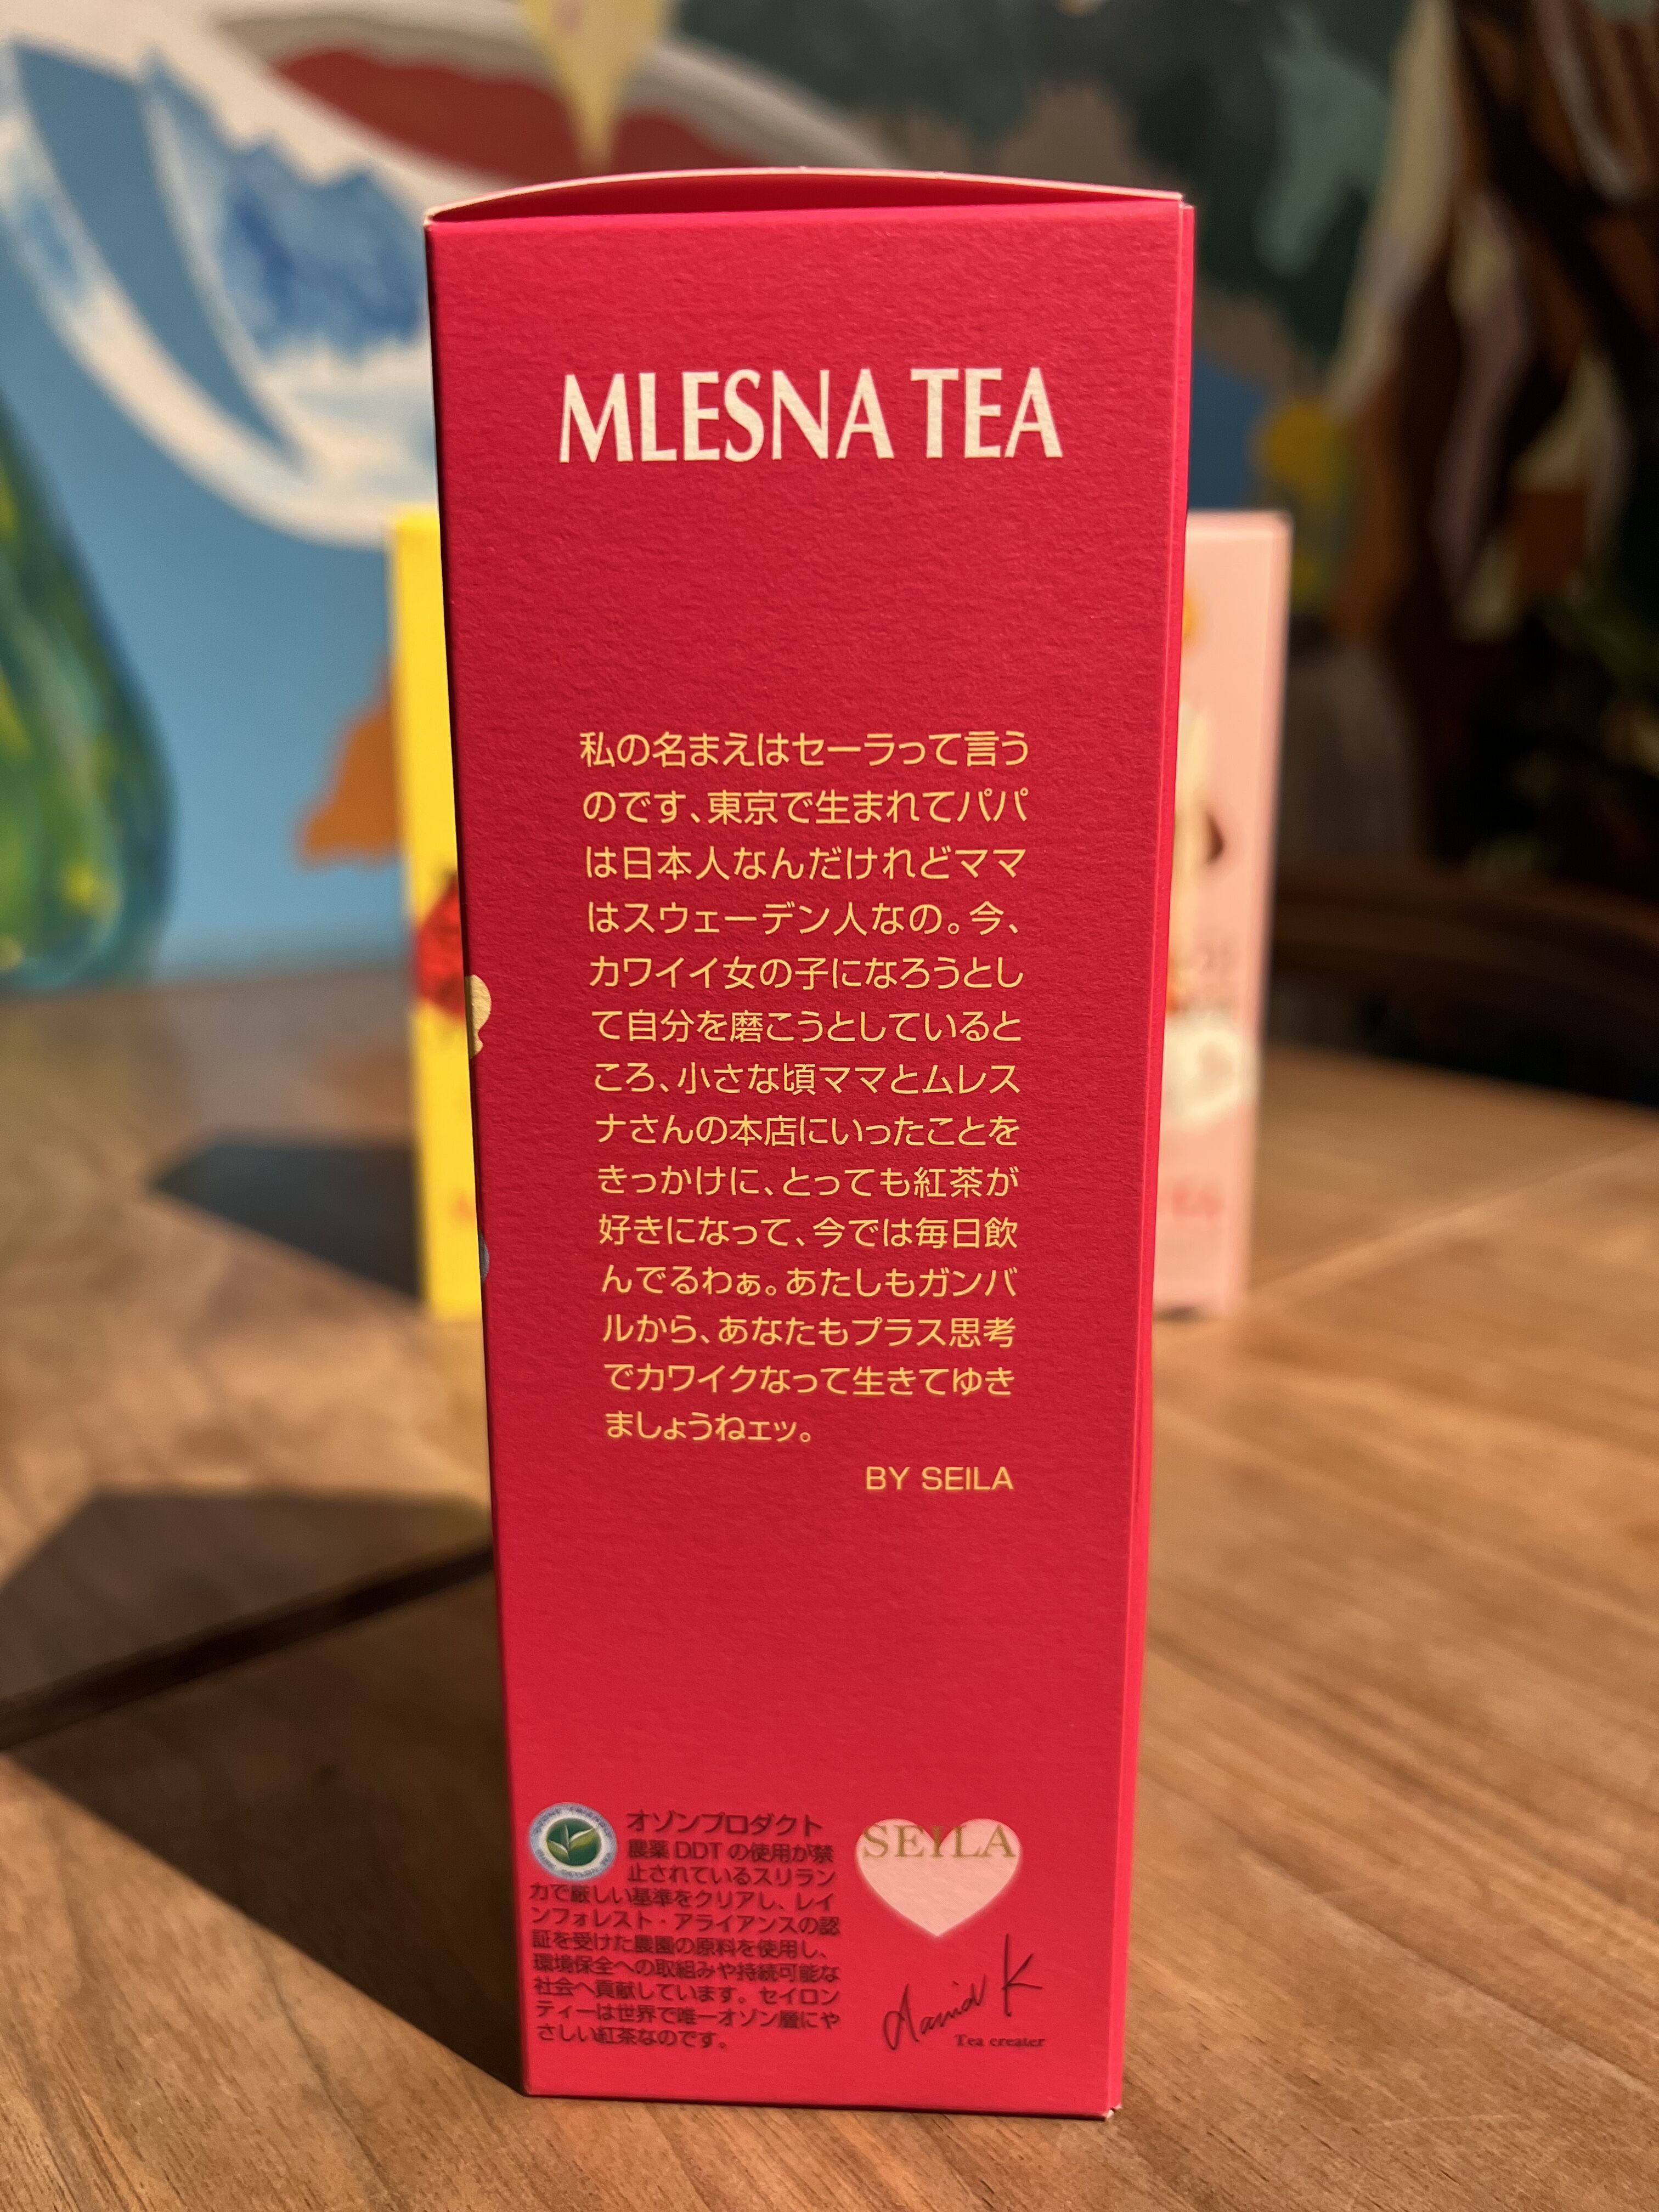 MLESNA TEA
私の名まえはセーラって言う
のです、東京で生まれてパパ
は日本人なんだけれどママ
はスウェーデン人なの。今、
カワイイ女の子になろうとし
て自分を磨こうとしていると
ころ、小さな頃ママとムレス
ナさんの本店にいったことを
きっかけに、とっても紅茶が
好きになって、今では毎日飲
んでるわぁ。あたしもガンバ
ルから、あなたもプラス思考
でカワイクなって生きてゆき
ましょうねェッ。
BY SEILA
オゾンプロダクト
農薬 DDT の使用が禁
止されているスリラン
カで厳しい基準をクリアし、レイ
ンフォレスト・アライアンスの認
証を受けた農園の原料を使用し、
環境保全への取組みや持続可能な
社会へ貢献しています。セイロン
ティーは世界で唯一オゾン層にや
さしい紅茶なのです。
SEILA
David K
Tea creater